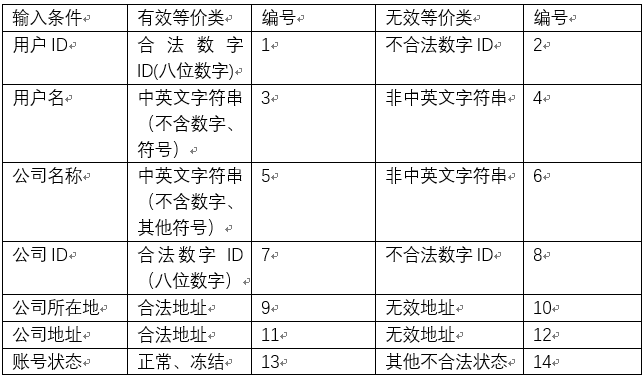 输入条件 有效等价类 编号 无效等价类 编号
用户 ID 合法数字 1 不合法数字 ID 2
ID(八位数字)
用户名 中英文字符串 3 非中英文字符串 4
（不含数字、
符号）
公司名称 中英文字符串 5 非中英文字符串 6
（不含数字、
其他符号）
公司 ID 合法数字 ID 7 不合法数字 ID 8
（八位数字）
公司所在地 合法地址 9 无效地址 10
公司地址 合法地址 11 无效地址 12
账号状态 正常、冻结 13 其他不合法状态 14